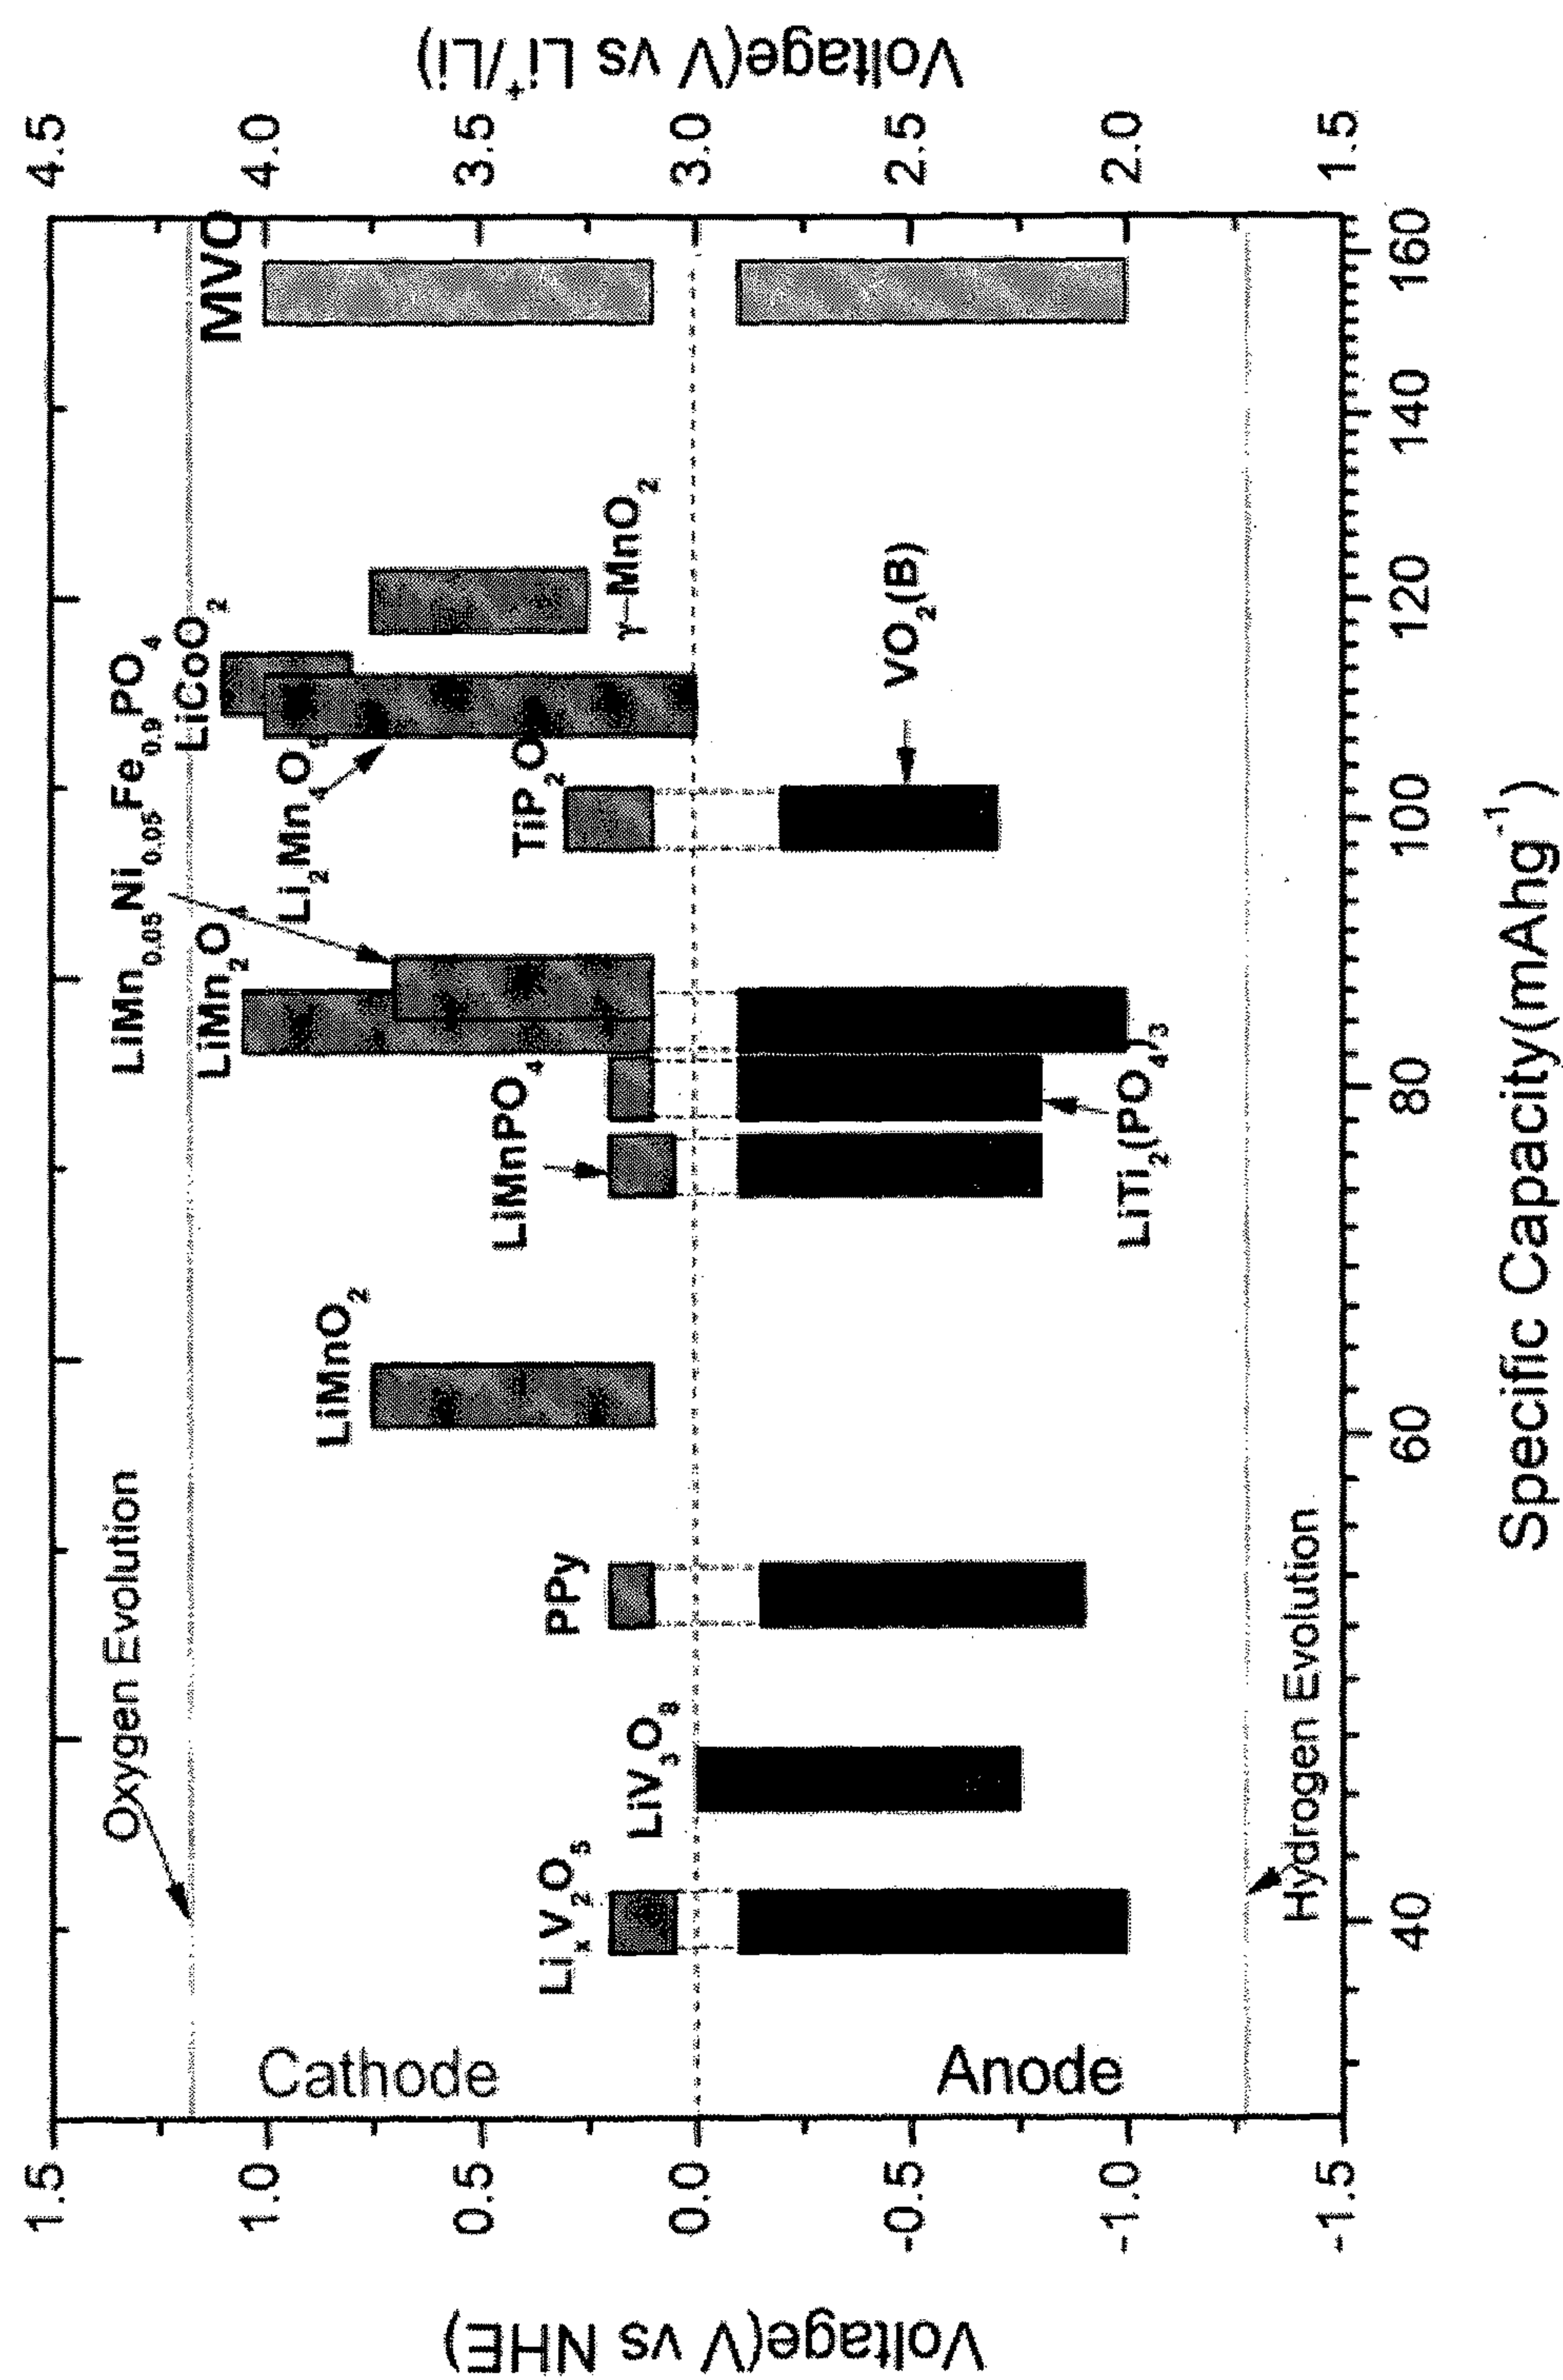 Voltage(V vs NHE)
1.5
1.0
0.5
0.0
-0.5
-1.0
-1.5
Voltage(V vs Li⁺/Li)
4.5
4.0
3.5
3.0
2.5
2.0
1.5
Specific Capacity(mAhg⁻¹)
40
60
80
100
120
140
160
Oxygen Evolution
Hydrogen Evolution
Cathode
Anode
LiₓV₂O₅
LiV₃O₈
PPy
LiMnO₂
LiMnPO₄
LiTi₂(PO₄)₃
LiMn₂O₄
LiMn₀.₀₅Ni₀.₀₅Fe₀.₉PO₄
Li₂Mn₄O
TiP₂O
VO₂(B)
LiCoO₂
γ-MnO₂
MVO